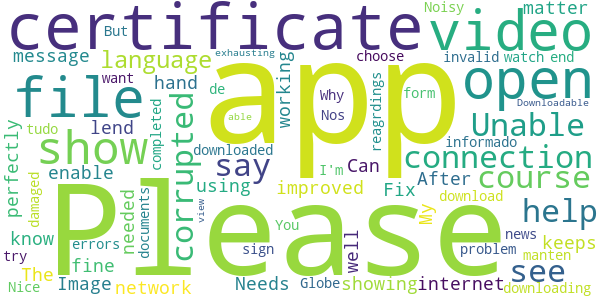 certificate
video
app
Please
file
open
show
Unable
connection
course
help
see
say
corrupted
language
message
hand
lend
enable
perfectly
know
fine
using
improved
Fix
After
My
internet
showing
network
Image
needed
documents
completed
de
downloaded
working
Why
Nos
Can
I'm
You
well
sign
Globe
Needs
errors
The
try
Nice
damaged
tudo
want
But
exhausting
able
view
choose
reagrdings
form
Noisy
matter
invalid
watch
end
Downloadable
informado
download
keeps
news
problem
manten
downloading